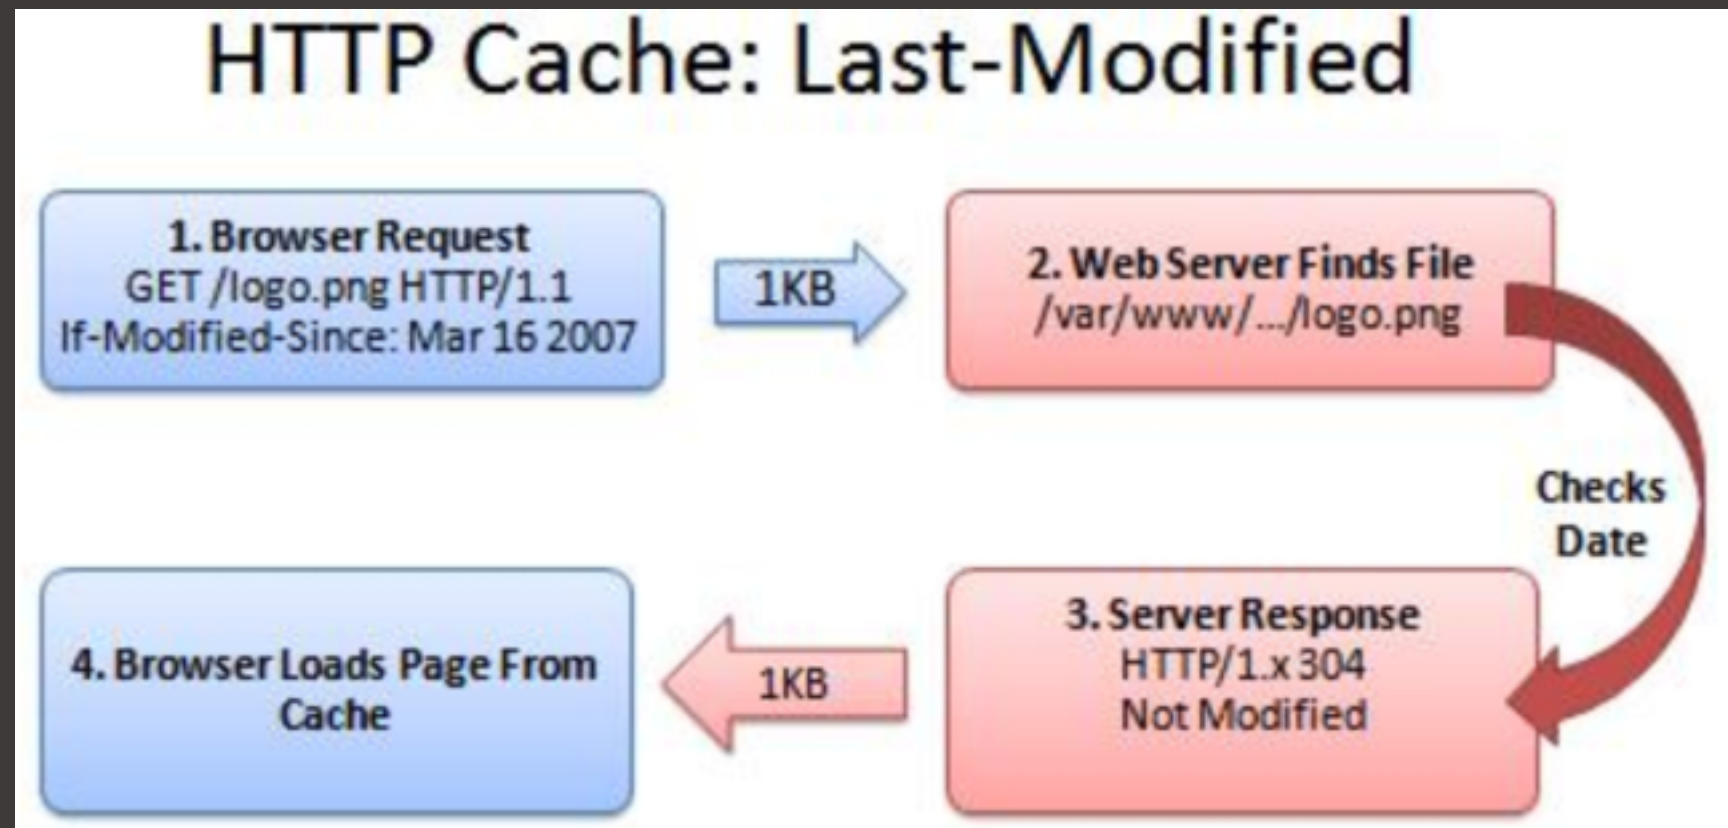 HTTP Cache: Last-Modified
1. Browser Request
GET /logo.png HTTP/1.1
If-Modified-Since: Mar 16 2007
1KB
2. Web Server Finds File
/var/www/.../logo.png
Checks
Date
3. Server Response
HTTP/1.x 304
Not Modified
1KB
4. Browser Loads Page From
Cache